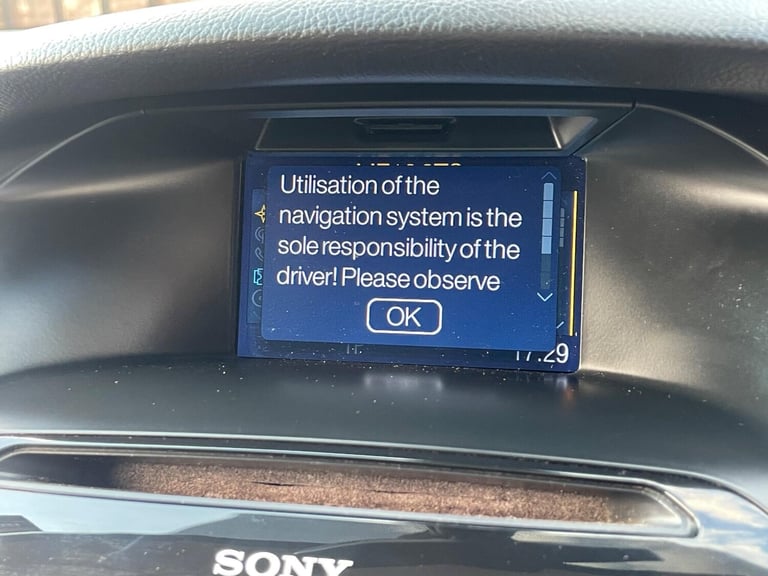 Utilisation of the
navigation system is the
sole responsibility of the
driver! Please observe
OK
17:29
SONY